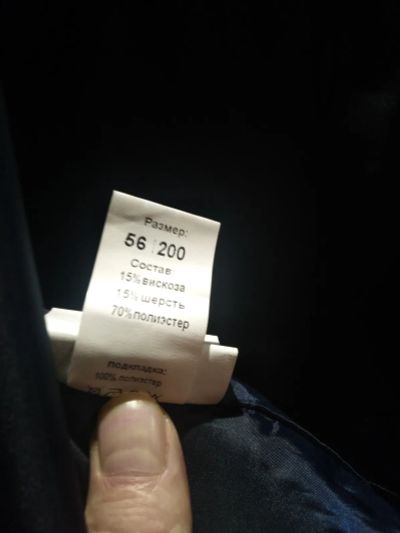 Размер:
56 200
Состав
15% вискоза
15% шерсть
70% полиэстер
подкладка:
100% полиэстер